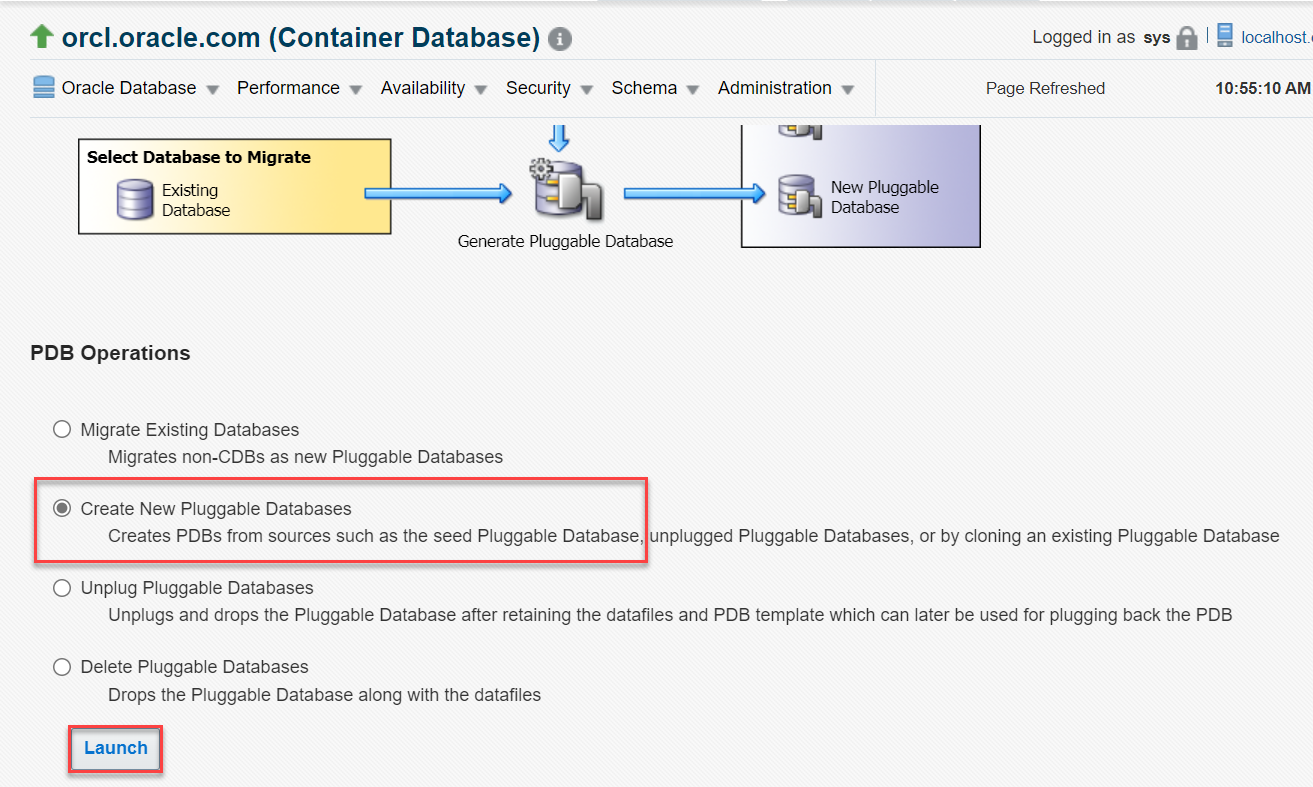 orcl.oracle.com (Container Database) i
Logged in as sys localhost.
Oracle Database Performance Availability Security Schema Administration Page Refreshed 10:55:10 AM
Select Database to Migrate
Existing
Database
Generate Pluggable Database
New Pluggable
Database
PDB Operations
Migrate Existing Databases
Migrates non-CDBs as new Pluggable Databases
Create New Pluggable Databases
Creates PDBs from sources such as the seed Pluggable Database, unplugged Pluggable Databases, or by cloning an existing Pluggable Database
Unplug Pluggable Databases
Unplugs and drops the Pluggable Database after retaining the datafiles and PDB template which can later be used for plugging back the PDB
Delete Pluggable Databases
Drops the Pluggable Database along with the datafiles
Launch